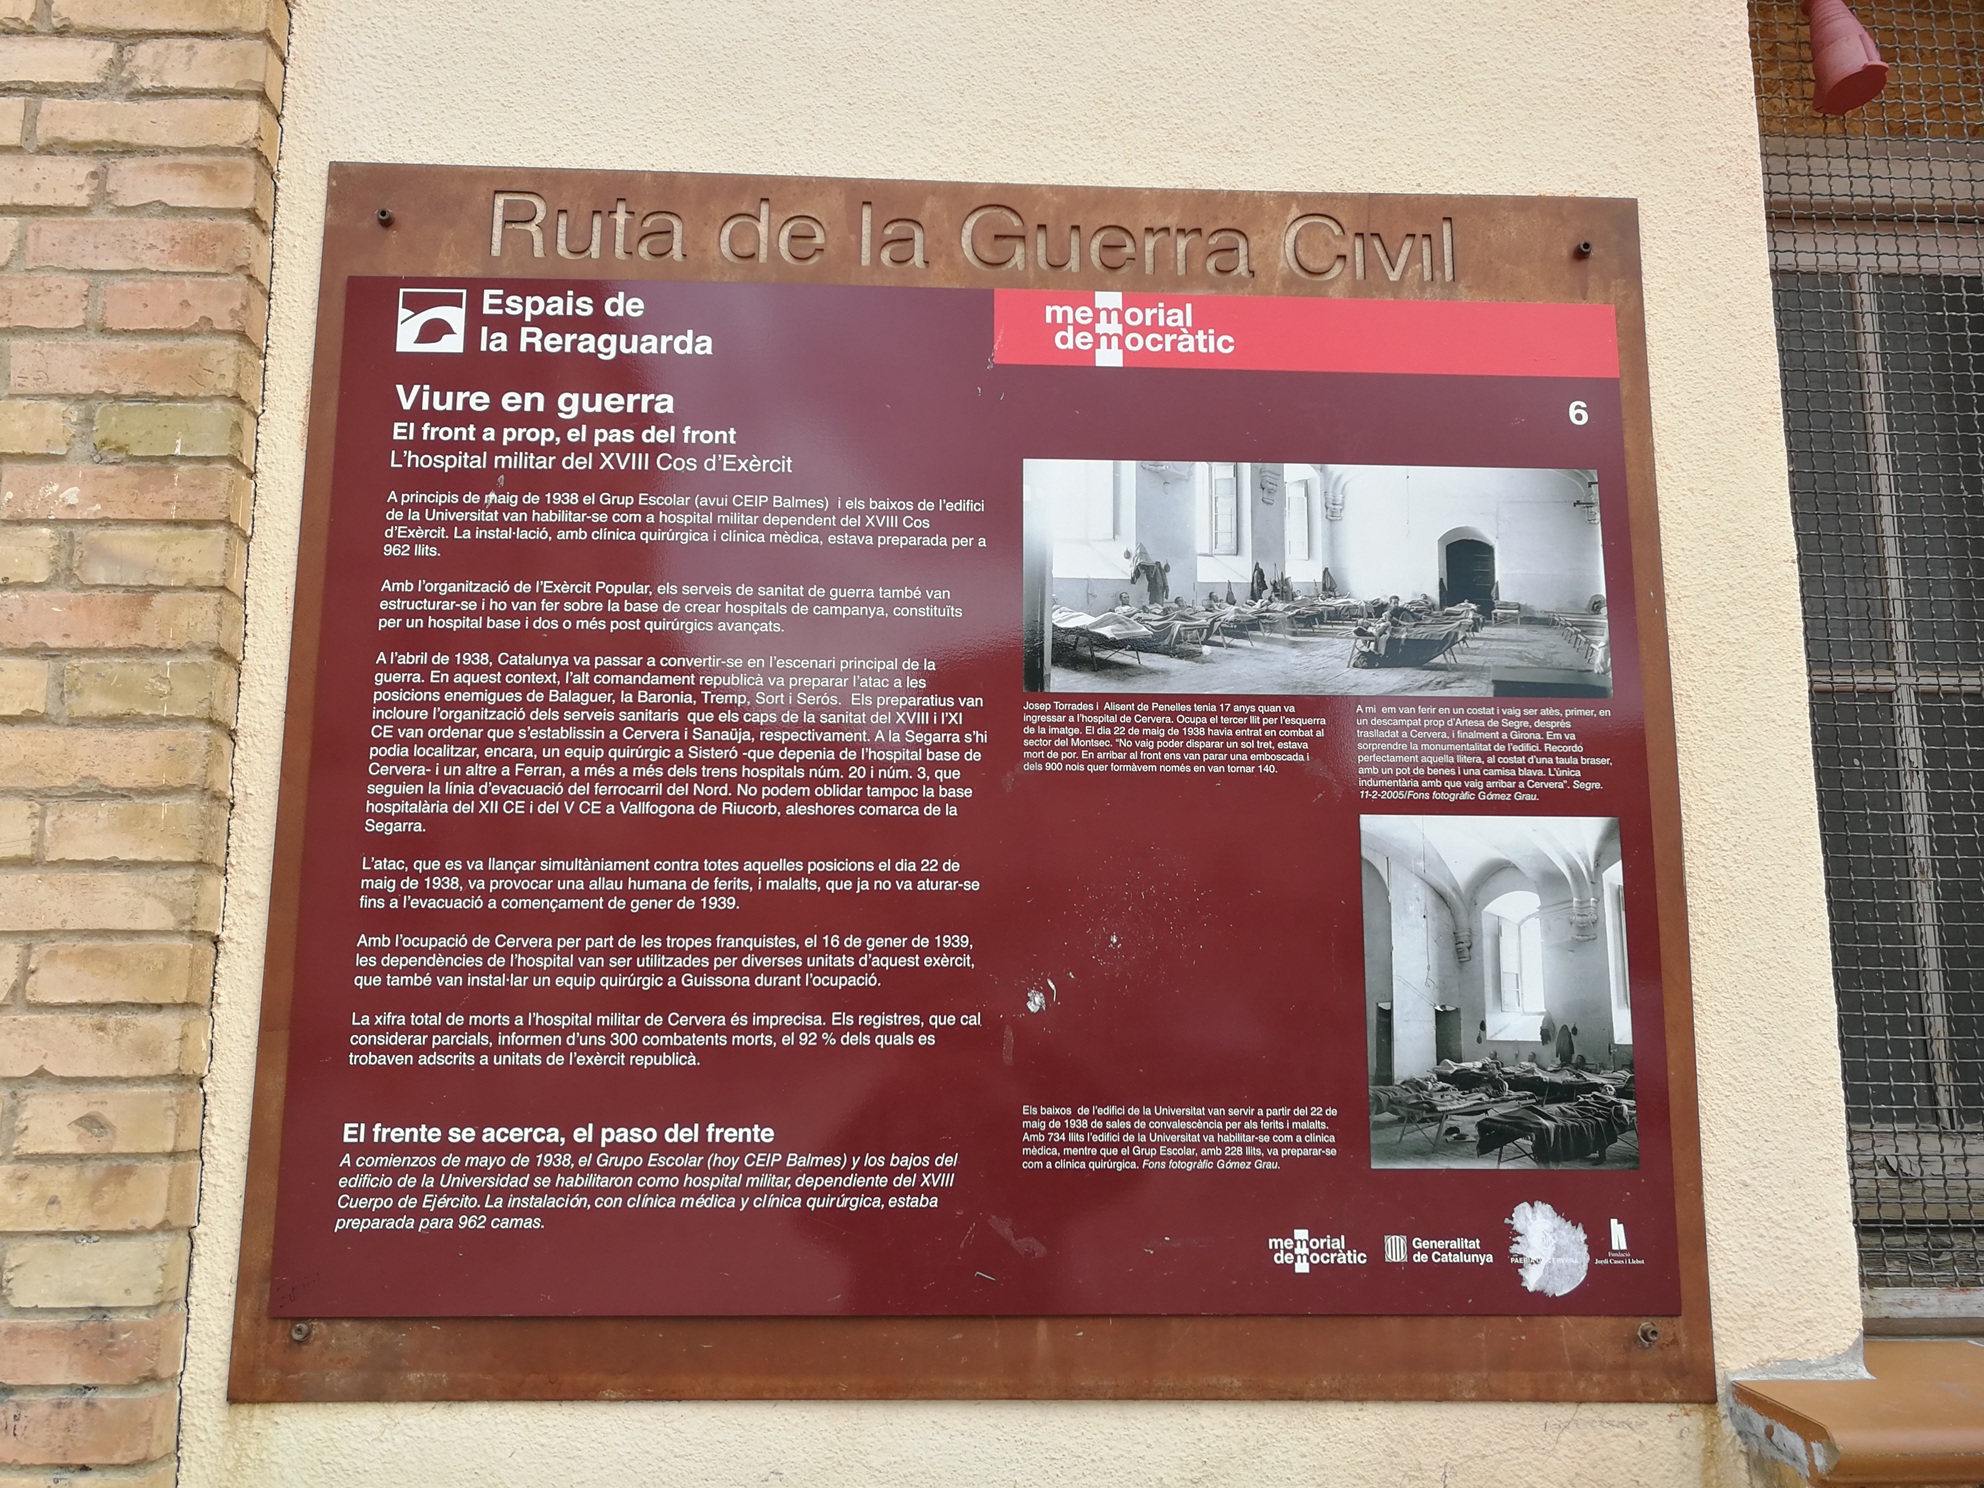 Ruta de la Guerra Civil
Espais de
la Reraguarda
memorial
democràtic
6
Viure en guerra
El front a prop, el pas del front
L'hospital militar del XVIII Cos d'Exèrcit
A principis de maig de 1938 el Grup Escolar (avui CEIP Balmes) i els baixos de l'edifici
de la Universitat van habilitar-se com a hospital militar dependent del XVIII Cos
d'Exèrcit. La instal·lació, amb clínica quirúrgica i clínica mèdica, estava preparada per a
962 llits.
Amb l'organització de l'Exèrcit Popular, els serveis de sanitat de guerra també van
estructurar-se i ho van fer sobre la base de crear hospitals de campanya, constituïts
per un hospital base i dos o més post quirúrgics avançats.
A l'abril de 1938, Catalunya va passar a convertir-se en l'escenari principal de la
guerra. En aquest context, l'alt comandament republicà va preparar l'atac a les
posicions enemigues de Balaguer, la Baronia, Tremp, Sort i Serós. Els preparatius van
incloure l'organització dels serveis sanitaris que els caps de la sanitat del XVIII i l'XI
CE van ordenar que s'establissin a Cervera i Sanaüja, respectivament. A la Segarra s'hi
podia localitzar, encara, un equip quirúrgic a Sisteró -que depenia de l'hospital base de
Cervera- i un altre a Ferran, a més a més dels trens hospitals núm. 20 i núm. 3, que
seguien la línia d'evacuació del ferrocarril del Nord. No podem oblidar tampoc la base
hospitalària del XII CE i del V CE a Vallfogona de Riucorb, aleshores comarca de la
Segarra.
L'atac, que es va llançar simultàniament contra totes aquelles posicions el dia 22 de
maig de 1938, va provocar una allau humana de ferits, i malalts, que ja no va aturar-se
fins a l'evacuació a començament de gener de 1939.
Amb l'ocupació de Cervera per part de les tropes franquistes, el 16 de gener de 1939,
les dependències de l'hospital van ser utilitzades per diverses unitats d'aquest exèrcit,
que també van instal·lar un equip quirúrgic a Guissona durant l'ocupació.
La xifra total de morts a l'hospital militar de Cervera és imprecisa. Els registres, que cal
considerar parcials, informen d'uns 300 combatents morts, el 92 % dels quals es
trobaven adscrits a unitats de l'exèrcit republicà.
El frente se acerca, el paso del frente
A comienzos de mayo de 1938, el Grupo Escolar (hoy CEIP Balmes) y los bajos del
edificio de la Universidad se habilitaron como hospital militar, dependiente del XVIII
Cuerpo de Ejército. La instalación, con clínica médica y clínica quirúrgica, estaba
preparada para 962 camas.
Josep Torrades i Alisent de Penelles tenia 17 anys quan va
ingressar a l'hospital de Cervera. Ocupa el tercer llit per l'esquerra
de la imatge. El dia 22 de maig de 1938 havia entrat en combat al
sector del Montsec. "No vaig poder disparar un sol tret, estava
mort de por. En arribar al front ens van parar una emboscada i
dels 900 nois quer formàvem només en van tornar 140.
A mi em van ferir en un costat i vaig ser atès, primer, en
un descampat prop d'Artesa de Segre, després
traslladat a Cervera, i finalment a Girona. Em va
sorprendre la monumentalitat de l'edifici. Recordo
perfectament aquella llitera, al costat d'una taula braser,
amb un pot de benes i una camisa blava. L'única
indumentària amb que vaig arribar a Cervera". Segre.
11-2-2005/Fons fotogràfic Gómez Grau.
Els baixos de l'edifici de la Universitat van servir a partir del 22 de
maig de 1938 de sales de convalescència per als ferits i malalts.
Amb 734 llits l'edifici de la Universitat va habilitar-se com a clínica
mèdica, mentre que el Grup Escolar, amb 228 llits, va preparar-se
com a clínica quirúrgica. Fons fotogràfic Gómez Grau.
memorial
democràtic
Generalitat
de Catalunya
Fundació
Jordi Cases i Llebot